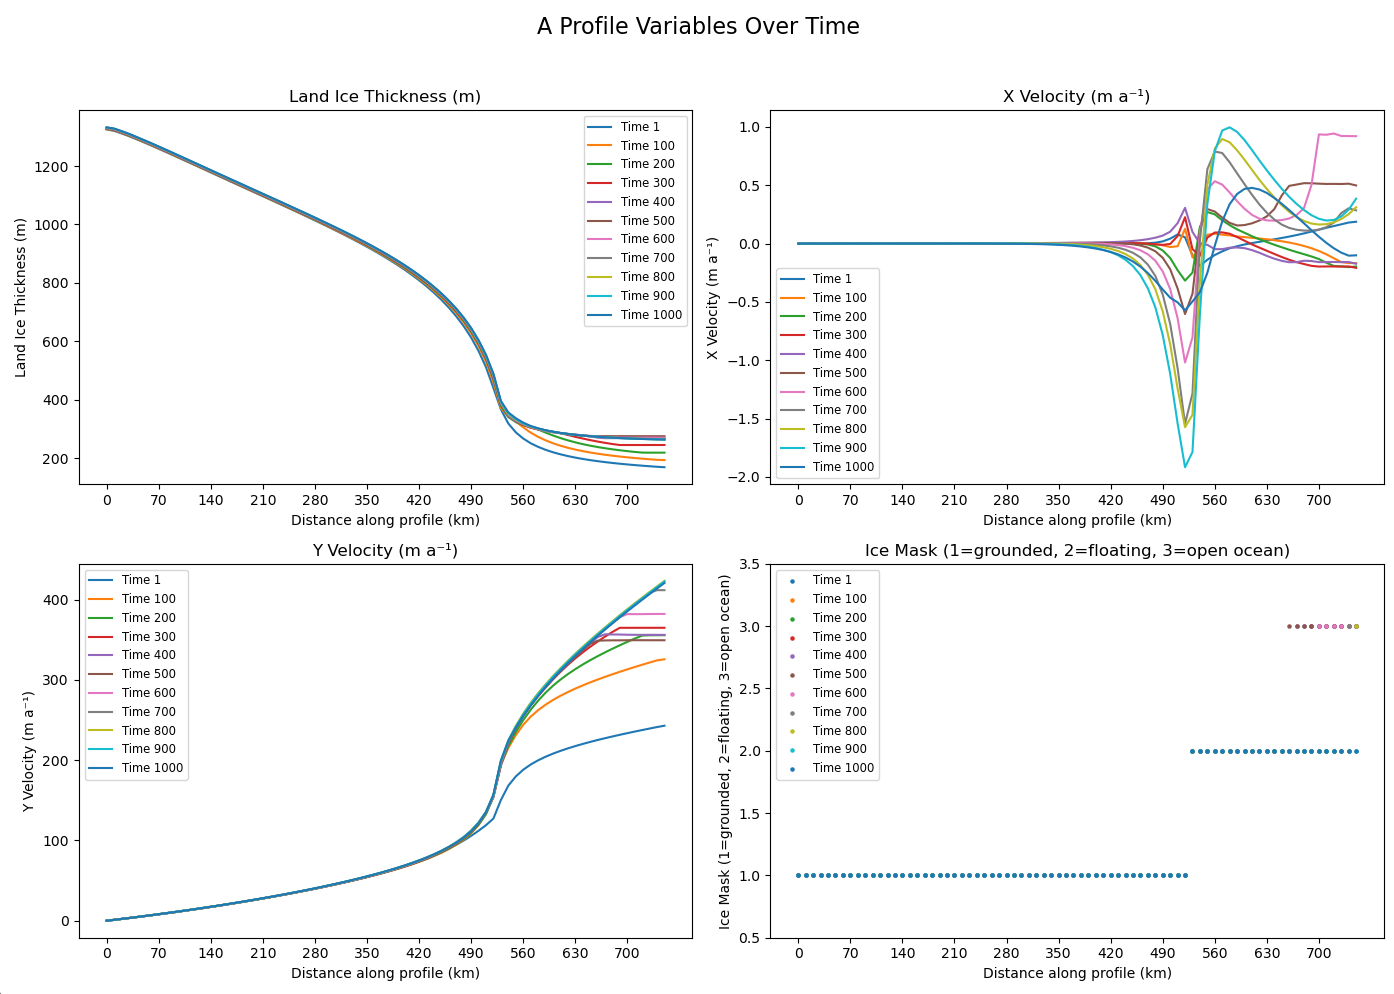 A Profile Variables Over Time
Land Ice Thickness (m)
Land Ice Thickness (m)
1200
1000
800
600
400
200
Time 1
Time 100
Time 200
Time 300
Time 400
Time 500
Time 600
Time 700
Time 800
Time 900
Time 1000
0 70 140 210 280 350 420 490 560 630 700
Distance along profile (km)
X Velocity (m a⁻¹)
X Velocity (m a⁻¹)
1.0
0.5
0.0
−0.5
−1.0
−1.5
−2.0
Time 1
Time 100
Time 200
Time 300
Time 400
Time 500
Time 600
Time 700
Time 800
Time 900
Time 1000
0 70 140 210 280 350 420 490 560 630 700
Distance along profile (km)
Y Velocity (m a⁻¹)
Y Velocity (m a⁻¹)
400
300
200
100
0
Time 1
Time 100
Time 200
Time 300
Time 400
Time 500
Time 600
Time 700
Time 800
Time 900
Time 1000
0 70 140 210 280 350 420 490 560 630 700
Distance along profile (km)
Ice Mask (1=grounded, 2=floating, 3=open ocean)
Ice Mask (1=grounded, 2=floating, 3=open ocean)
3.5
3.0
2.5
2.0
1.5
1.0
0.5
Time 1
Time 100
Time 200
Time 300
Time 400
Time 500
Time 600
Time 700
Time 800
Time 900
Time 1000
0 70 140 210 280 350 420 490 560 630 700
Distance along profile (km)